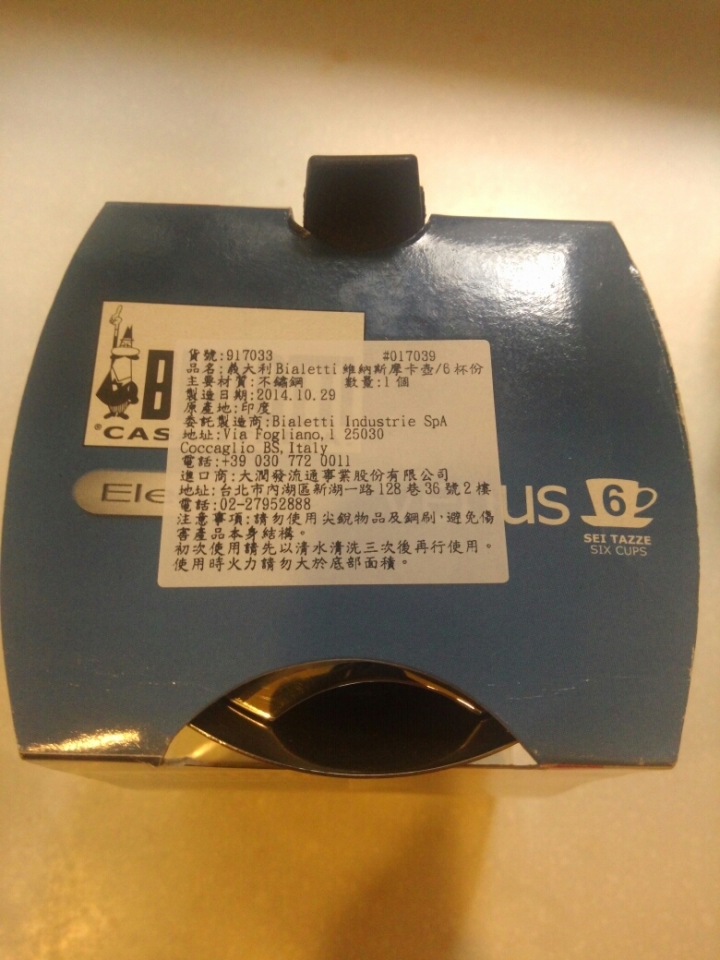 B
®CAS
Ele
us
6
SEI TAZZE
SIX CUPS
貨號:917033 #017039
品名:義大利Bialetti維納斯摩卡壺/6杯份
主要材質:不鏽鋼 數量:1個
製造日期:2014.10.29
原產地:印度
委託製造商:Bialetti Industrie SpA
地址:Via Fogliano,1 25030
Coccaglio BS,Italy
電話:+39 030 772 0011
進口商:大潤發流通事業股份有限公司
地址:台北市內湖區新湖一路128巷36號2樓
電話:02-27952888
注意事項:請勿使用尖銳物品及鋼刷,避免傷
害產品本身結構。
初次使用請先以清水清洗三次後再行使用。
使用時火力請勿大於底部面積。